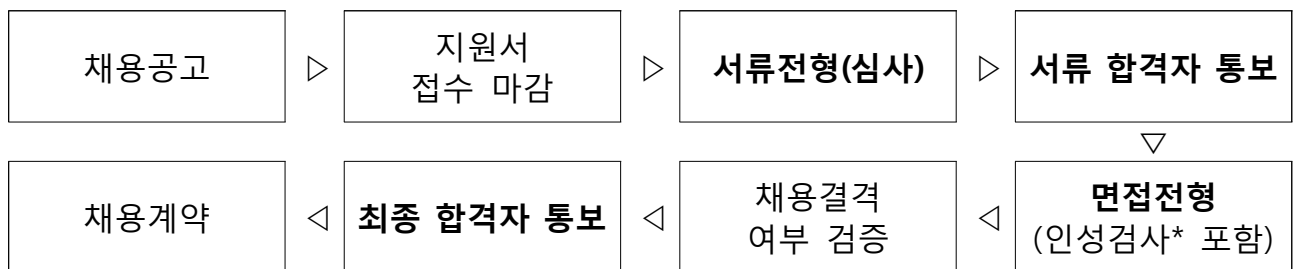 채용공고 ▷ 지원서 접수 마감 ▷ 서류전형(심사) ▷ 서류 합격자 통보
▽
면접전형 (인성검사* 포함) ◁ 채용결격 여부 검증 ◁ 최종 합격자 통보 ◁ 채용계약